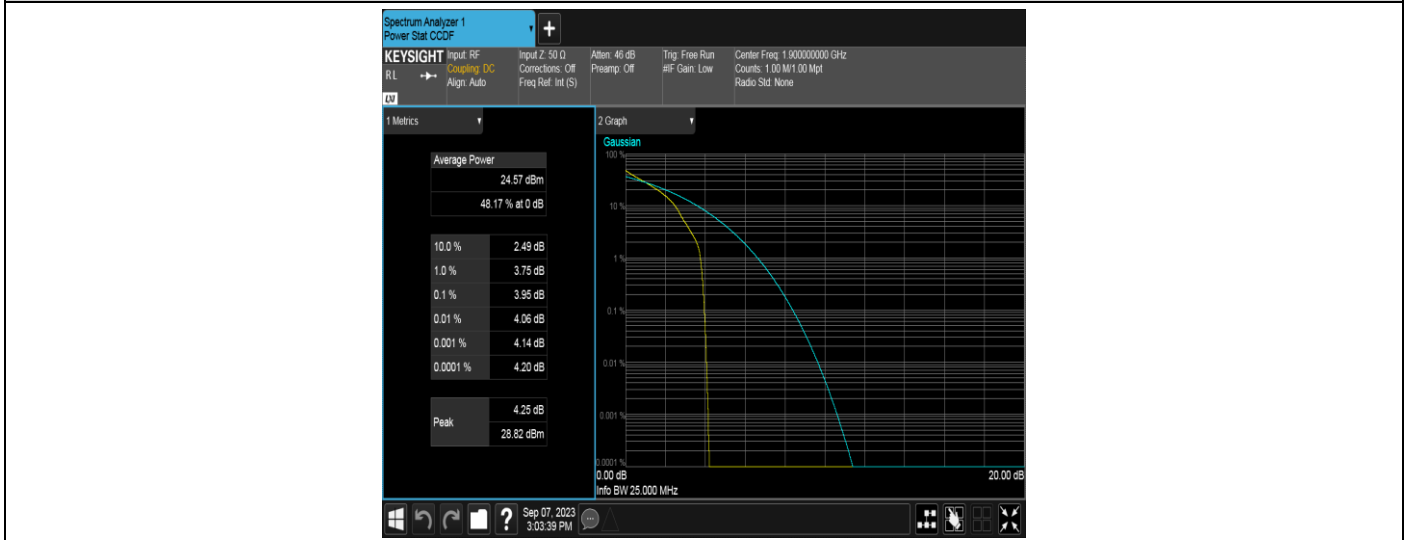 Spectrum Analyzer 1
Power Stat CCDF
KEYSIGHT
RL
LXI
Input: RF
Coupling: DC
Align: Auto
Input Z: 50 Ω
Corrections: Off
Freq Ref: Int (S)
Atten: 46 dB
Preamp: Off
Trig: Free Run
#IF Gain: Low
Center Freq: 1.900000000 GHz
Counts: 1.00 M/1.00 Mpt
Radio Std: None
1 Metrics
Average Power
24.57 dBm
48.17 % at 0 dB
10.0 % 2.49 dB
1.0 % 3.75 dB
0.1 % 3.95 dB
0.01 % 4.06 dB
0.001 % 4.14 dB
0.0001 % 4.20 dB
Peak
4.25 dB
28.82 dBm
2 Graph
Gaussian
100 %
10 %
1 %
0.1 %
0.01 %
0.001 %
0.0001 %
0.00 dB
20.00 dB
Info BW 25.000 MHz
?
Sep 07, 2023
3:03:39 PM